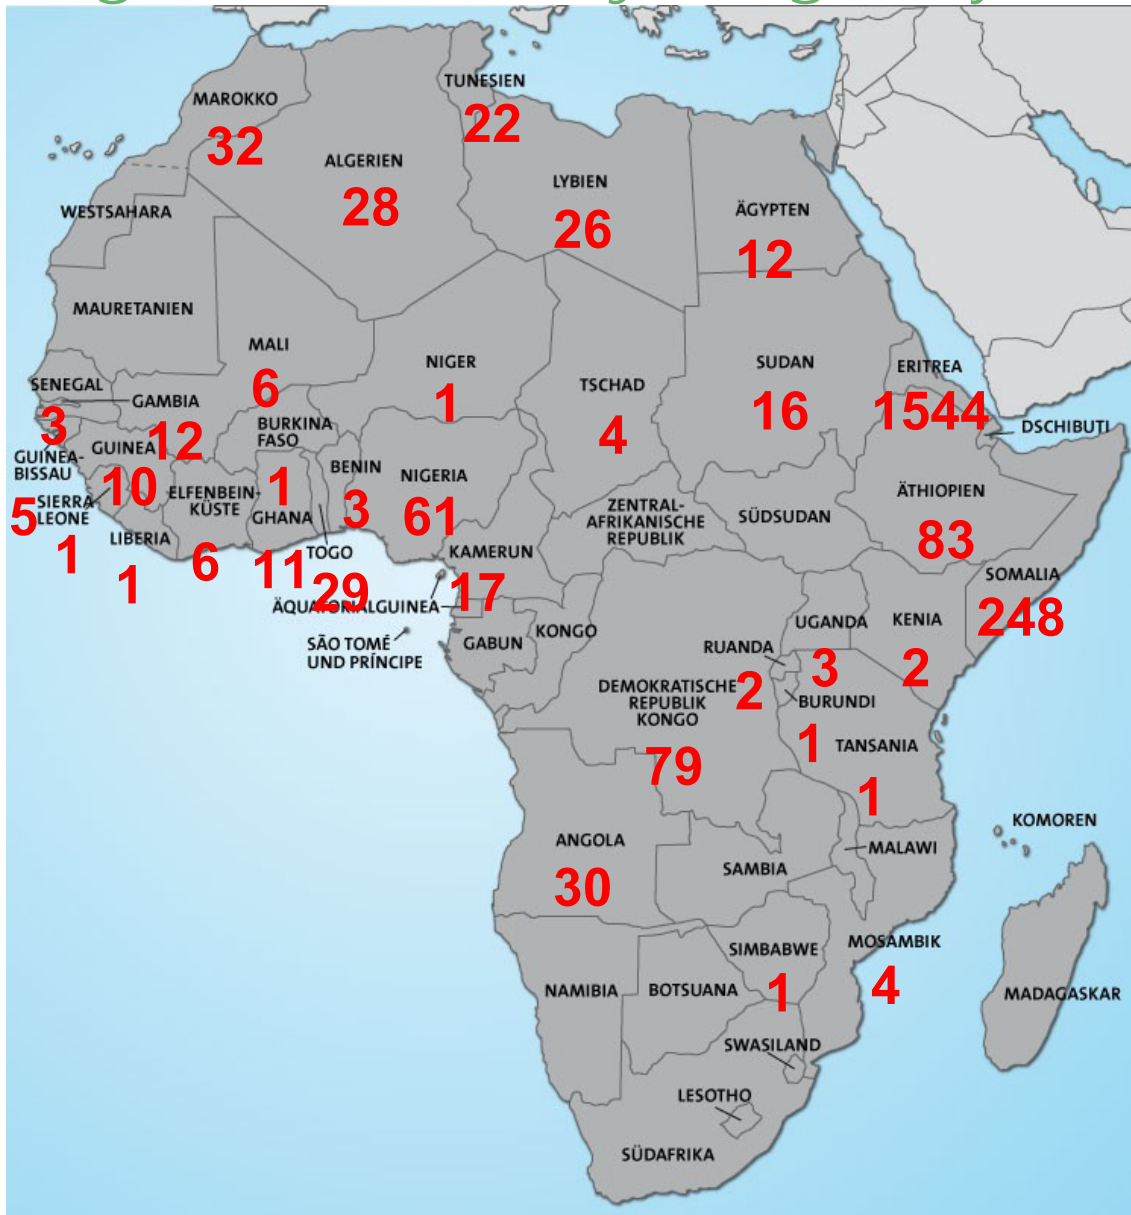 TUNESIEN
22
MAROKKO
32
ALGERIEN
28
LYBIEN
26
ÄGYPTEN
12
WESTSAHARA
MAURETANIEN
MALI
6
NIGER
1
TSCHAD
4
SUDAN
16
ERITREA
1544
DSCHIBUTI
SENEGAL
3
GAMBIA
12
BURKINA
FASO
1
GUINEA-
BISSAU
5
GUINEA
10
SIERRA
LEONE
1
LIBERIA
1
ELFENBEIN-
KÜSTE
6
GHANA
11
TOGO
29
BENIN
3
NIGERIA
61
KAMERUN
17
ZENTRAL-
AFRIKANISCHE
REPUBLIK
SÜDSUDAN
ÄTHIOPIEN
83
SOMALIA
248
ÄQUATORIALGUINEA
SÃO TOMÉ
UND PRÍNCIPE
GABUN
KONGO
DEMOKRATISCHE
REPUBLIK
KONGO
79
RUANDA
2
UGANDA
3
KENIA
2
BURUNDI
1
TANSANIA
1
ANGOLA
30
SAMBIA
MALAWI
KOMOREN
SIMBABWE
1
MOSAMBIK
4
MADAGASKAR
NAMIBIA
BOTSUANA
SWASILAND
LESOTHO
SÜDAFRIKA